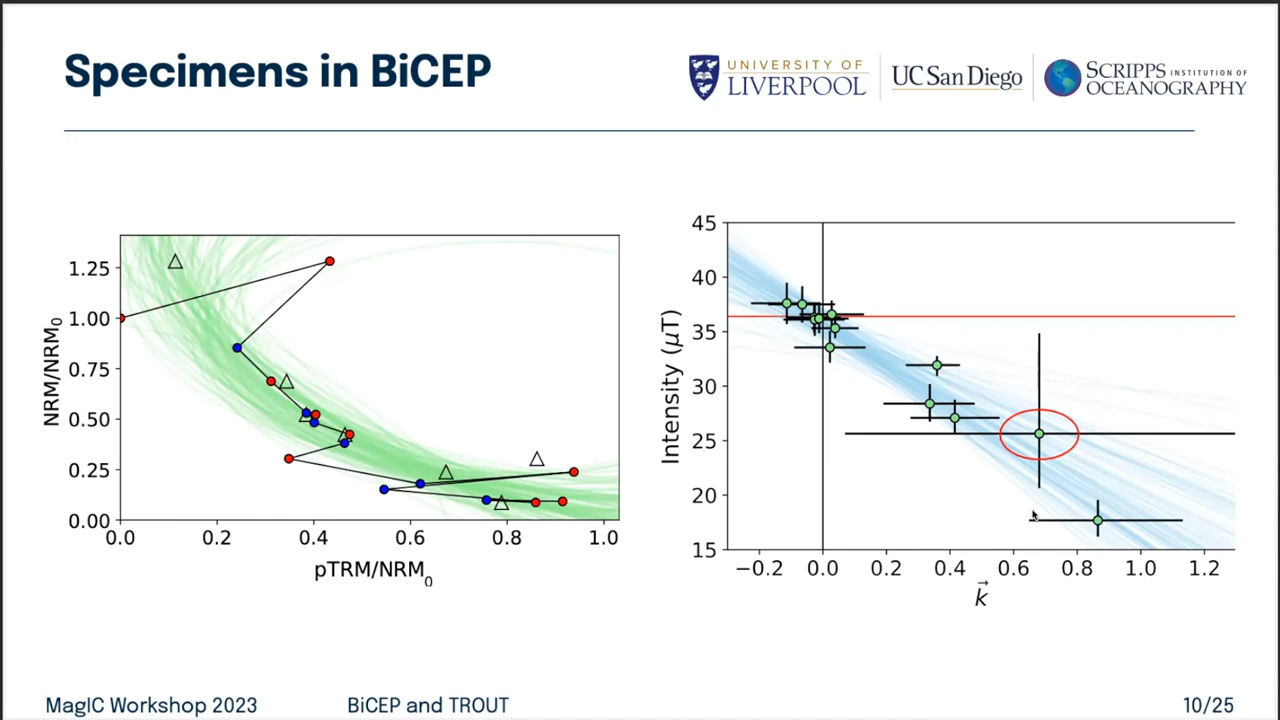 Specimens in BiCEP
UNIVERSITY OF
LIVERPOOL
UC San Diego
SCRIPPS INSTITUTION OF
OCEANOGRAPHY
NRM/NRM₀
1.25
1.00
0.75
0.50
0.25
0.00
0.0 0.2 0.4 0.6 0.8 1.0
pTRM/NRM₀
Intensity (μT)
45
40
35
30
25
20
15
−0.2 0.0 0.2 0.4 0.6 0.8 1.0 1.2
k⃗
MagIC Workshop 2023 BiCEP and TROUT 10/25